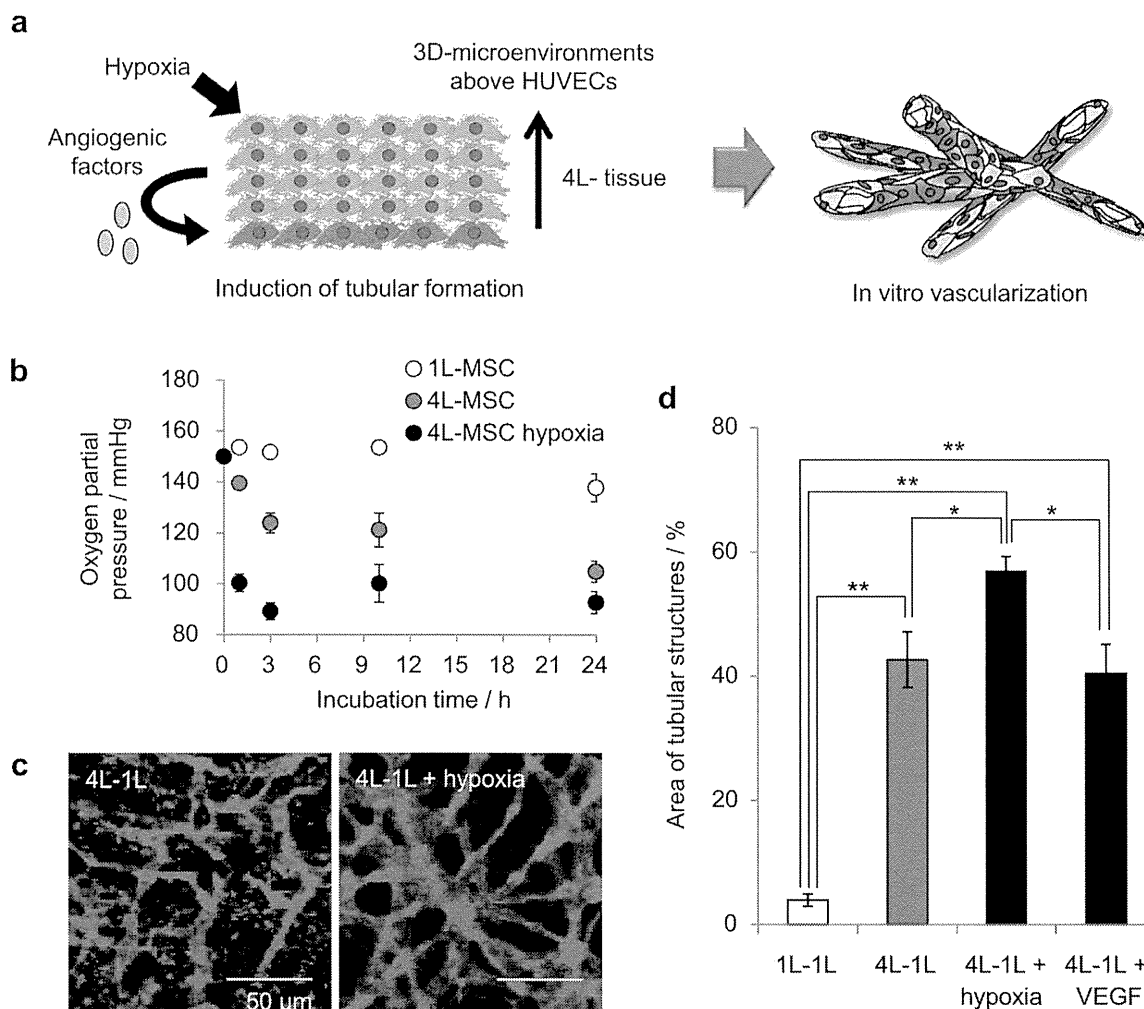 a
Hypoxia
Angiogenic
factors
3D-microenvironments
above HUVECs
4L- tissue
Induction of tubular formation
In vitro vascularization
b
Oxygen partial
pressure / mmHg
180
160
140
120
100
80
0 3 6 9 12 15 18 21 24
Incubation time / h
1L-MSC
4L-MSC
4L-MSC hypoxia
c
4L-1L
50 um
4L-1L + hypoxia
d
Area of tubular structures / %
80
60
40
20
0
**
**
*
*
**
1L-1L
4L-1L
4L-1L +
hypoxia
4L-1L +
VEGF